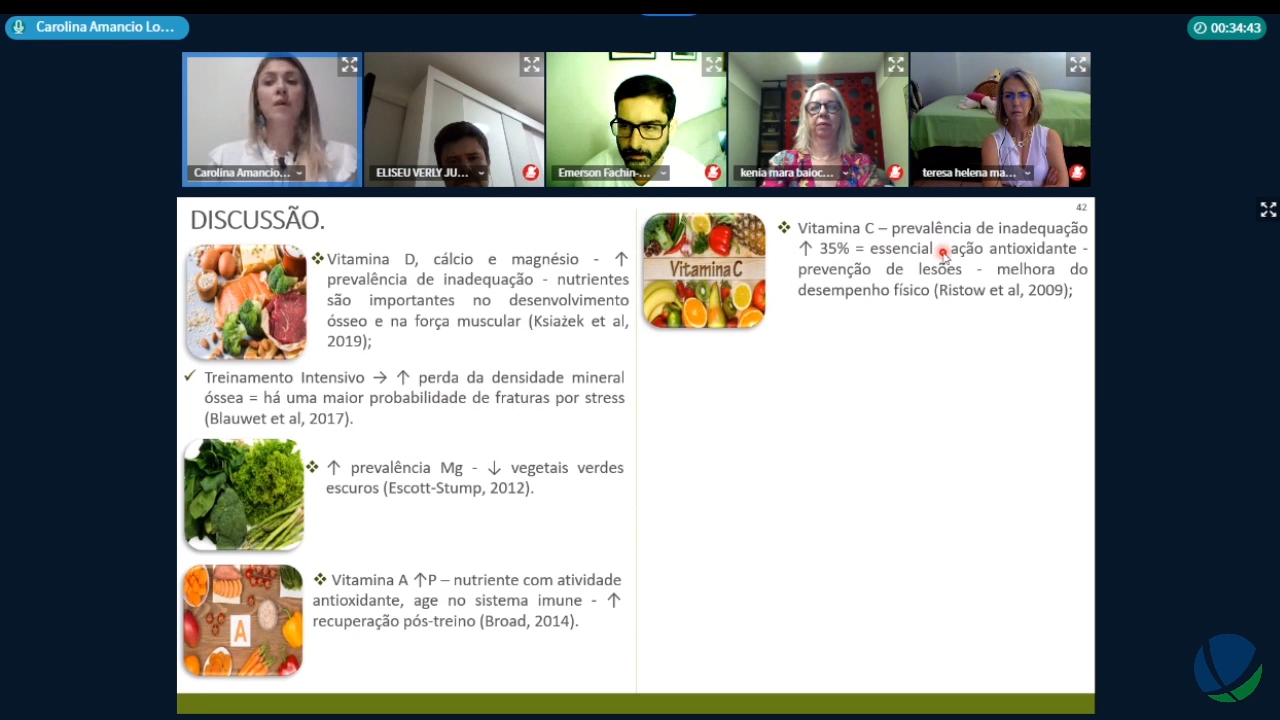 Carolina Amancio Lo...
00:34:43
Carolina Amancio...
ELISEU VERLY JU...
Emerson Fachin-...
kenia mara baioc...
teresa helena ma...
42
DISCUSSÃO.
❖Vitamina D, cálcio e magnésio - ↑
prevalência de inadequação - nutrientes
são importantes no desenvolvimento
ósseo e na força muscular (Książek et al,
2019);
✓ Treinamento Intensivo → ↑ perda da densidade mineral
óssea = há uma maior probabilidade de fraturas por stress
(Blauwet et al, 2017).
❖ ↑ prevalência Mg - ↓ vegetais verdes
escuros (Escott-Stump, 2012).
A
❖ Vitamina A ↑P – nutriente com atividade
antioxidante, age no sistema imune - ↑
recuperação pós-treino (Broad, 2014).
Vitamina C
❖ Vitamina C – prevalência de inadequação
↑ 35% = essencial ação antioxidante -
prevenção de lesões - melhora do
desempenho físico (Ristow et al, 2009);